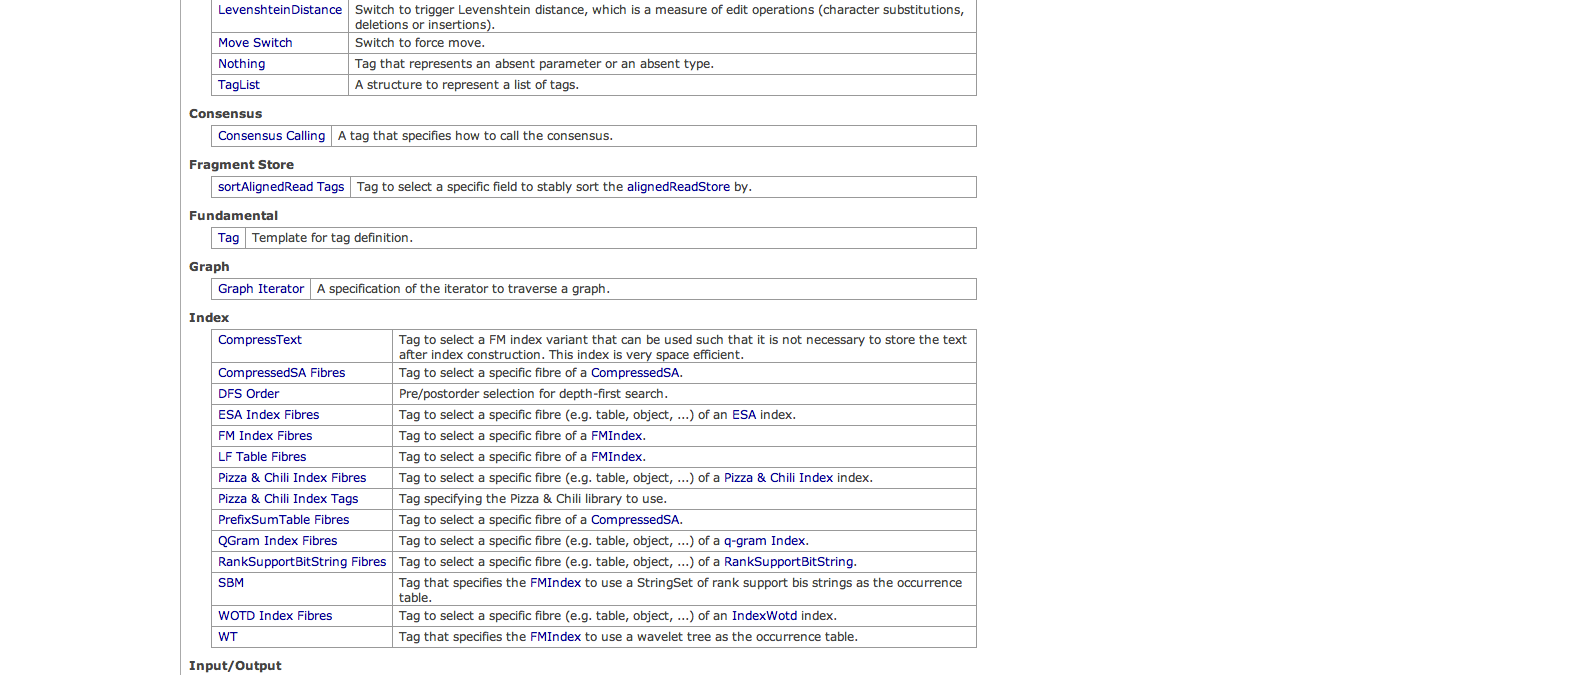 LevenshteinDistance Switch to trigger Levenshtein distance, which is a measure of edit operations (character substitutions,
deletions or insertions).
Move Switch Switch to force move.
Nothing Tag that represents an absent parameter or an absent type.
TagList A structure to represent a list of tags.
Consensus
Consensus Calling A tag that specifies how to call the consensus.
Fragment Store
sortAlignedRead Tags Tag to select a specific field to stably sort the alignedReadStore by.
Fundamental
Tag Template for tag definition.
Graph
Graph Iterator A specification of the iterator to traverse a graph.
Index
CompressText Tag to select a FM index variant that can be used such that it is not necessary to store the text
after index construction. This index is very space efficient.
CompressedSA Fibres Tag to select a specific fibre of a CompressedSA.
DFS Order Pre/postorder selection for depth-first search.
ESA Index Fibres Tag to select a specific fibre (e.g. table, object, ...) of an ESA index.
FM Index Fibres Tag to select a specific fibre of a FMIndex.
LF Table Fibres Tag to select a specific fibre of a FMIndex.
Pizza & Chili Index Fibres Tag to select a specific fibre (e.g. table, object, ...) of a Pizza & Chili Index index.
Pizza & Chili Index Tags Tag specifying the Pizza & Chili library to use.
PrefixSumTable Fibres Tag to select a specific fibre of a CompressedSA.
QGram Index Fibres Tag to select a specific fibre (e.g. table, object, ...) of a q-gram Index.
RankSupportBitString Fibres Tag to select a specific fibre (e.g. table, object, ...) of a RankSupportBitString.
SBM Tag that specifies the FMIndex to use a StringSet of rank support bis strings as the occurrence
table.
WOTD Index Fibres Tag to select a specific fibre (e.g. table, object, ...) of an IndexWotd index.
WT Tag that specifies the FMIndex to use a wavelet tree as the occurrence table.
Input/Output